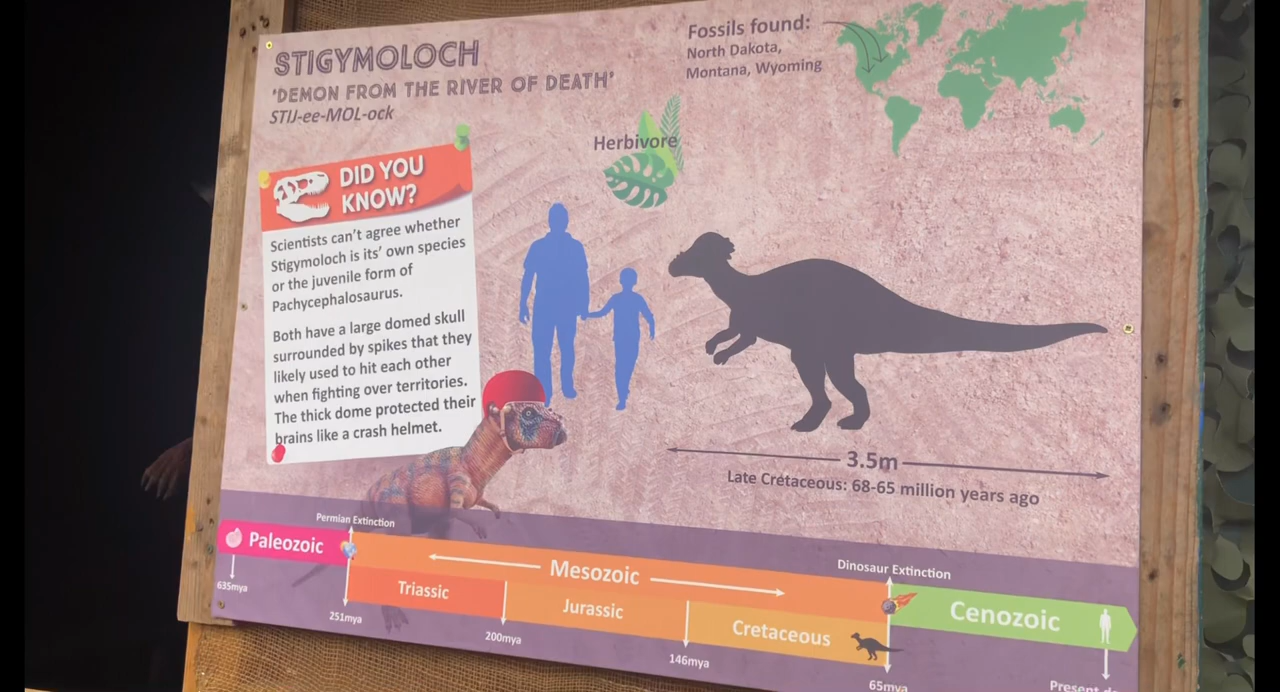 STIGYMOLOCH
'DEMON FROM THE RIVER OF DEATH'
STIJ-ee-MOL-ock
Fossils found:
North Dakota,
Montana, Wyoming
Herbivore
DID YOU
KNOW?
Scientists can't agree whether
Stigymoloch is its' own species
or the juvenile form of
Pachycephalosaurus.
Both have a large domed skull
surrounded by spikes that they
likely used to hit each other
when fighting over territories.
The thick dome protected their
brains like a crash helmet.
3.5m
Late Cretaceous: 68-65 million years ago
Permian Extinction
Dinosaur Extinction
Paleozoic
Mesozoic
Cenozoic
Triassic
Jurassic
Cretaceous
635mya
251mya
200mya
146mya
65mya
Present